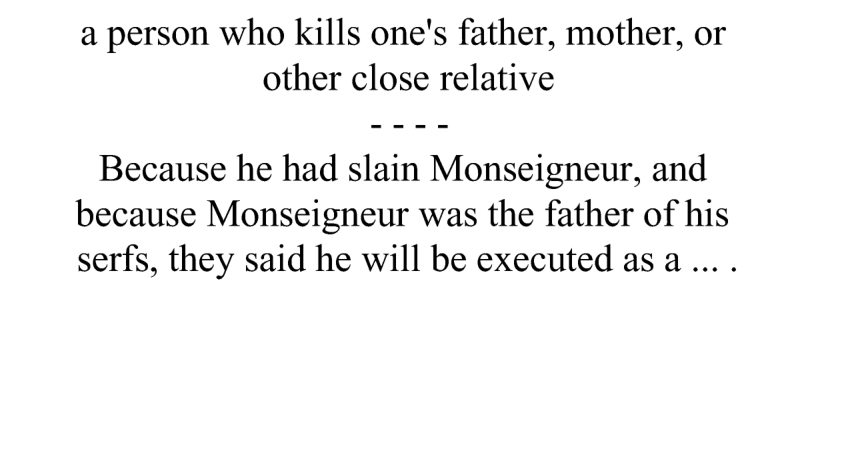 a person who kills one's father, mother, or
other close relative
- - - -
Because he had slain Monseigneur, and
because Monseigneur was the father of his
serfs, they said he will be executed as a ... .